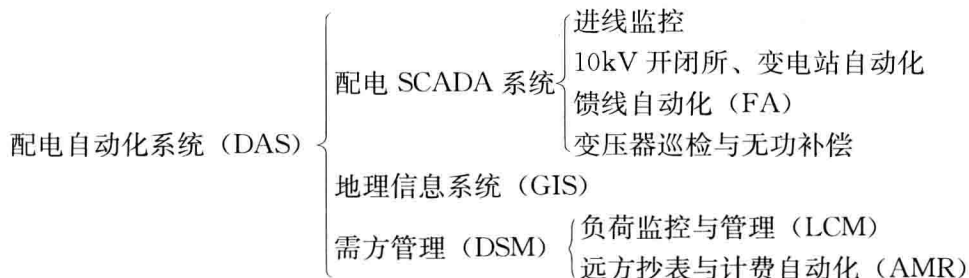 进线监控
10kV 开闭所、变电站自动化
配电 SCADA 系统
馈线自动化（FA）
变压器巡检与无功补偿
配电自动化系统（DAS）
地理信息系统（GIS）
需方管理（DSM）
负荷监控与管理（LCM）
远方抄表与计费自动化（AMR）